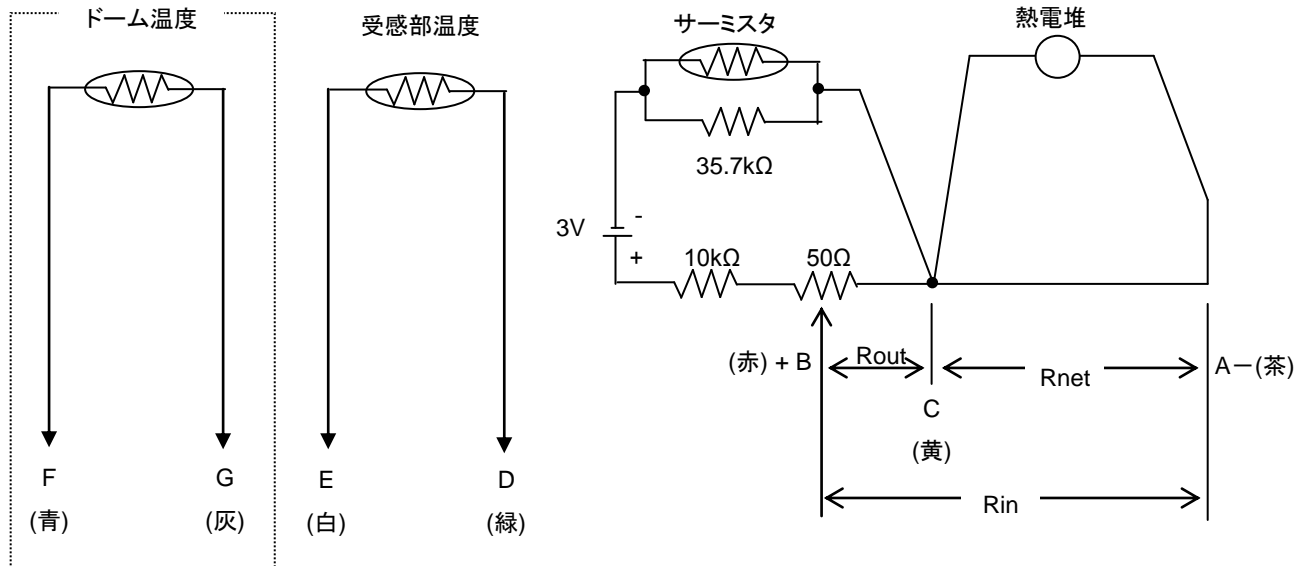 ドーム温度
受感部温度
サーミスタ
熱電堆
35.7kΩ
3V
-
+
10kΩ
50Ω
(赤) + B
Rout
Rnet
A－(茶)
C
(黄)
Rin
F
(青)
G
(灰)
E
(白)
D
(緑)